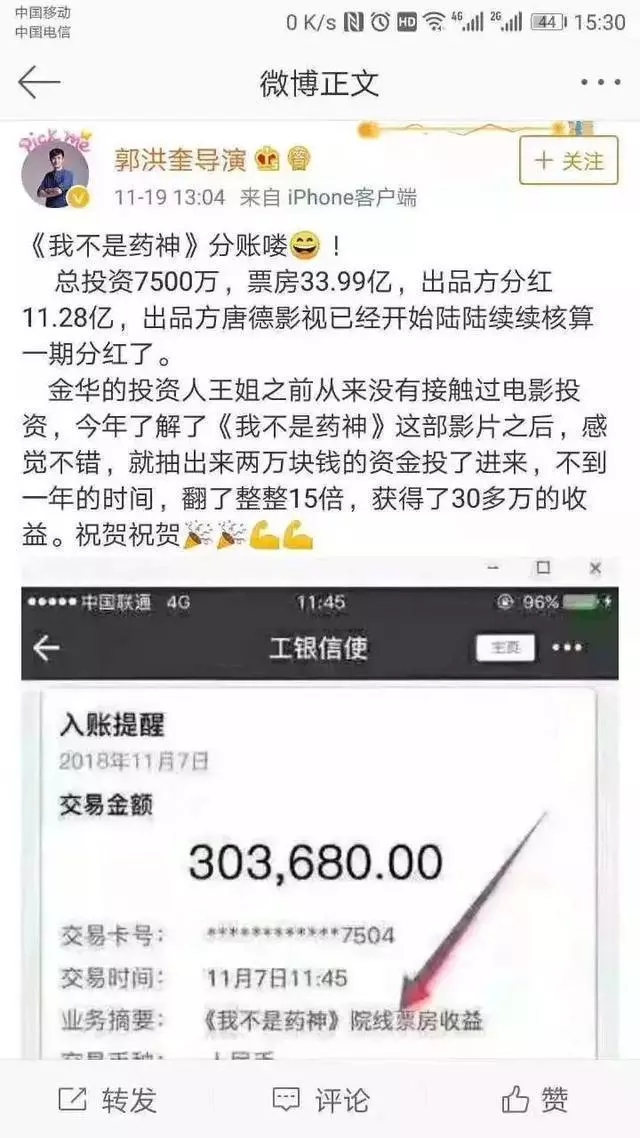 中国移动
中国电信
0 K/s N HD 4G 2G 44 15:30
微博正文
Pick me
郭洪奎导演
+ 关注
11-19 13:04 来自 iPhone客户端
《我不是药神》分账喽😄！
总投资7500万，票房33.99亿，出品方分红
11.28亿，出品方唐德影视已经开始陆陆续续核算
一期分红了。
金华的投资人王姐之前从来没有接触过电影投
资，今年了解了《我不是药神》这部影片之后，感
觉不错，就抽出来两万块钱的资金投了进来，不到
一年的时间，翻了整整15倍，获得了30多万的收
益。祝贺祝贺🎉🎉💪💪
中国联通 4G 11:45 96%
工银信使 主页
入账提醒
2018年11月7日
交易金额
303,680.00
交易卡号： ************7504
交易时间： 11月7日11:45
业务摘要： 《我不是药神》院线票房收益
交易币种： 人民币
转发 评论 赞